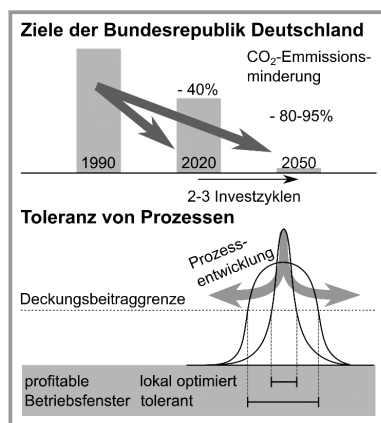 Ziele der Bundesrepublik Deutschland
CO₂-Emmissions-
minderung
- 40%
- 80-95%
1990
2020
2050
2-3 Investzyklen
Toleranz von Prozessen
Prozess-
entwicklung
Deckungsbeitraggrenze
profitable lokal optimiert
Betriebsfenster tolerant